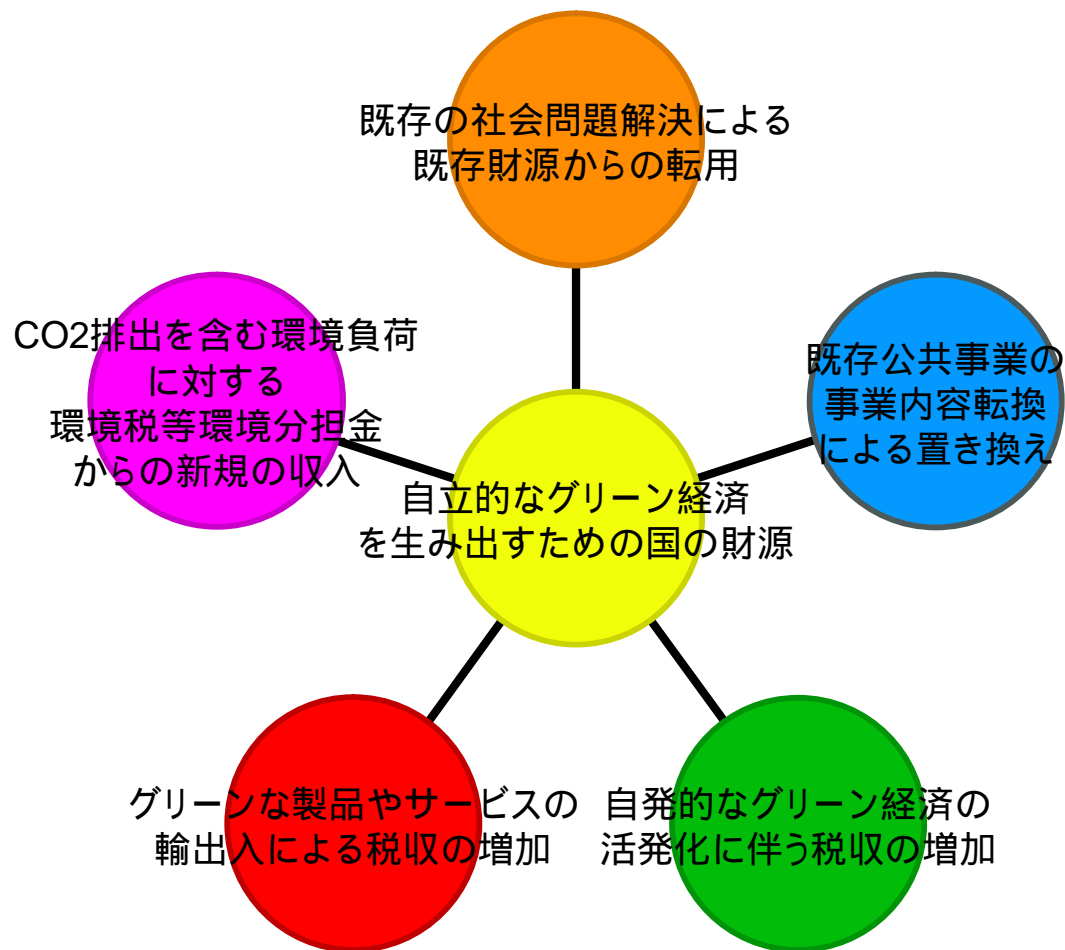 既存の社会問題解決による
既存財源からの転用
CO2排出を含む環境負荷
に対する
環境税等環境分担金
からの新規の収入
既存公共事業の
事業内容転換
による置き換え
自立的なグリーン経済
を生み出すための国の財源
グリーンな製品やサービスの
輸出入による税収の増加
自発的なグリーン経済の
活発化に伴う税収の増加